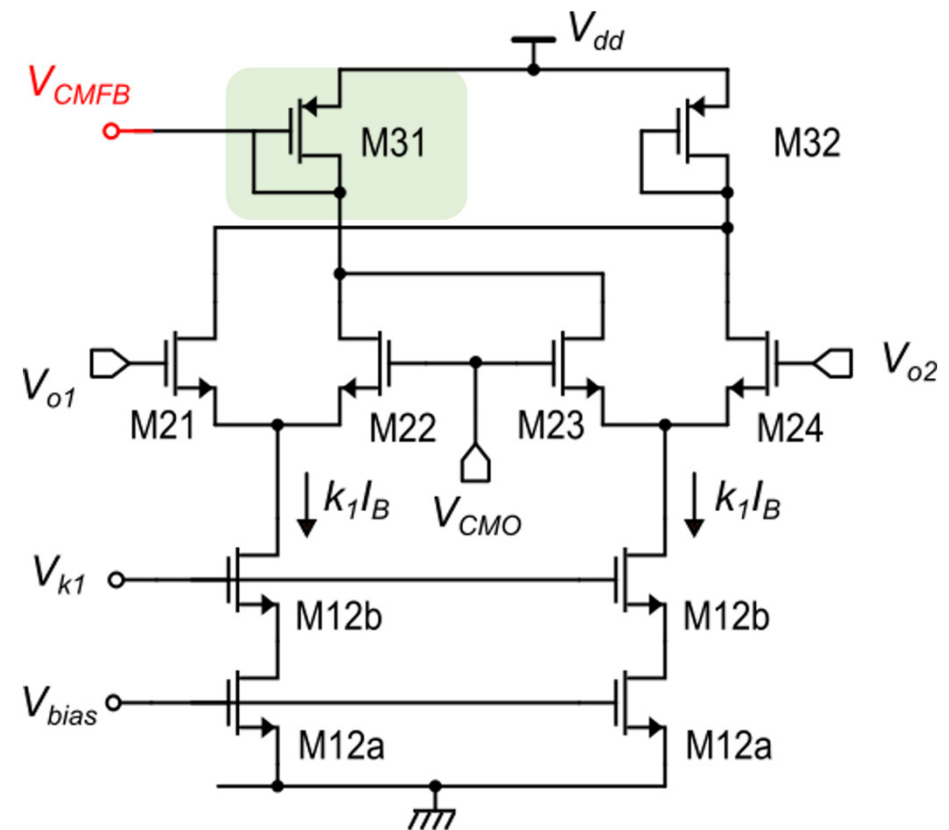 V_dd
V_CMFB
M31
M32
V_o1
V_o2
M21
M22
M23
M24
k_1I_B
V_CMO
k_1I_B
V_k1
M12b
M12b
V_bias
M12a
M12a